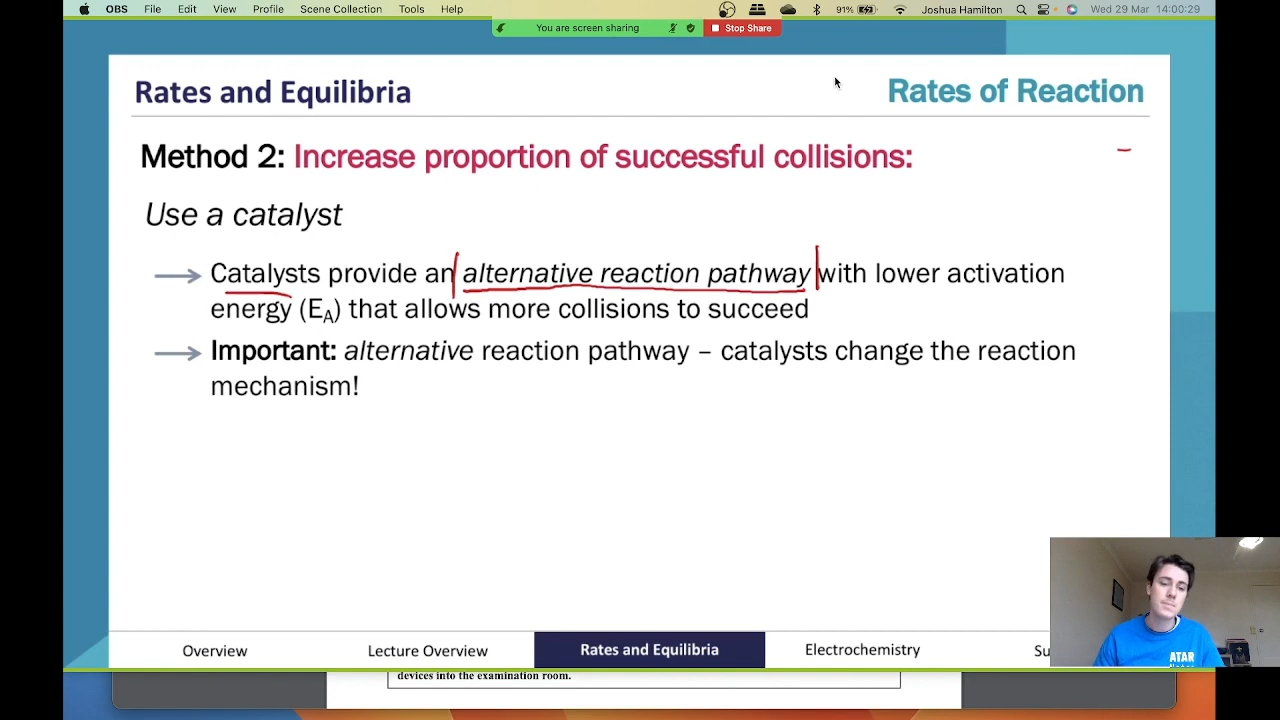 OBS File Edit View Profile Scene Collection Tools Help 91% Joshua Hamilton Wed 29 Mar 14:00:29
You are screen sharing Stop Share
Rates and Equilibria Rates of Reaction
Method 2: Increase proportion of successful collisions:
Use a catalyst
Catalysts provide an alternative reaction pathway with lower activation
energy (EA) that allows more collisions to succeed
Important: alternative reaction pathway – catalysts change the reaction
mechanism!
Overview Lecture Overview Rates and Equilibria Electrochemistry Su
devices into the examination room.
ATAR
Notes